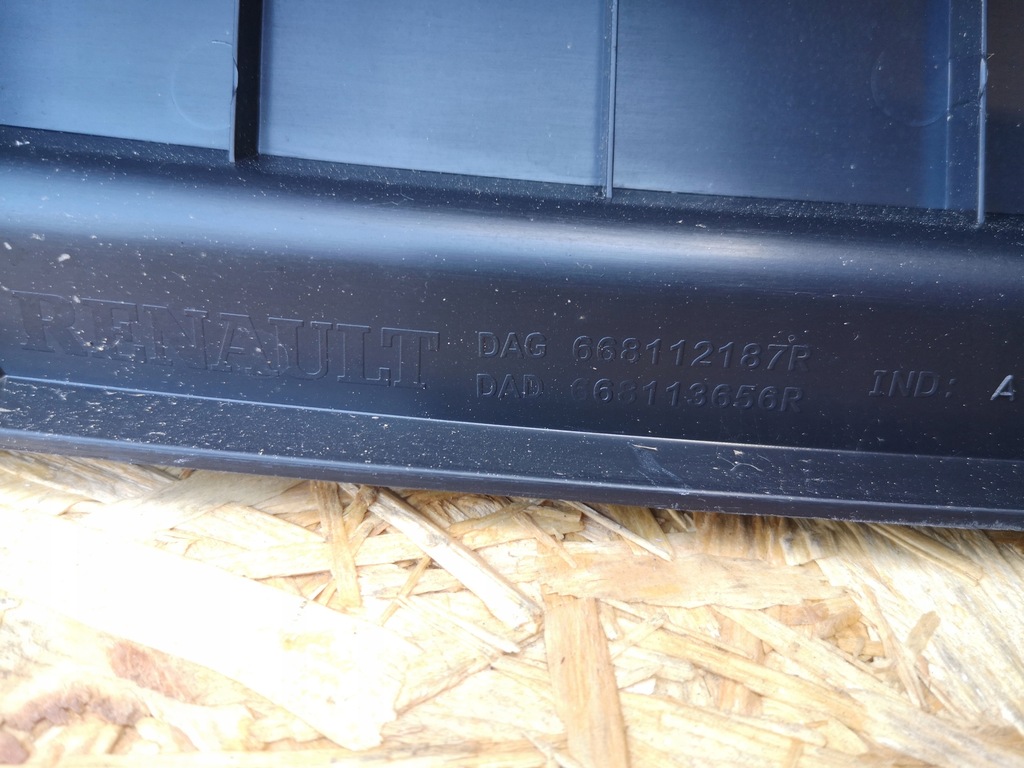 RENAULT
DAG 668112187R
DAD 668113656R
IND: A